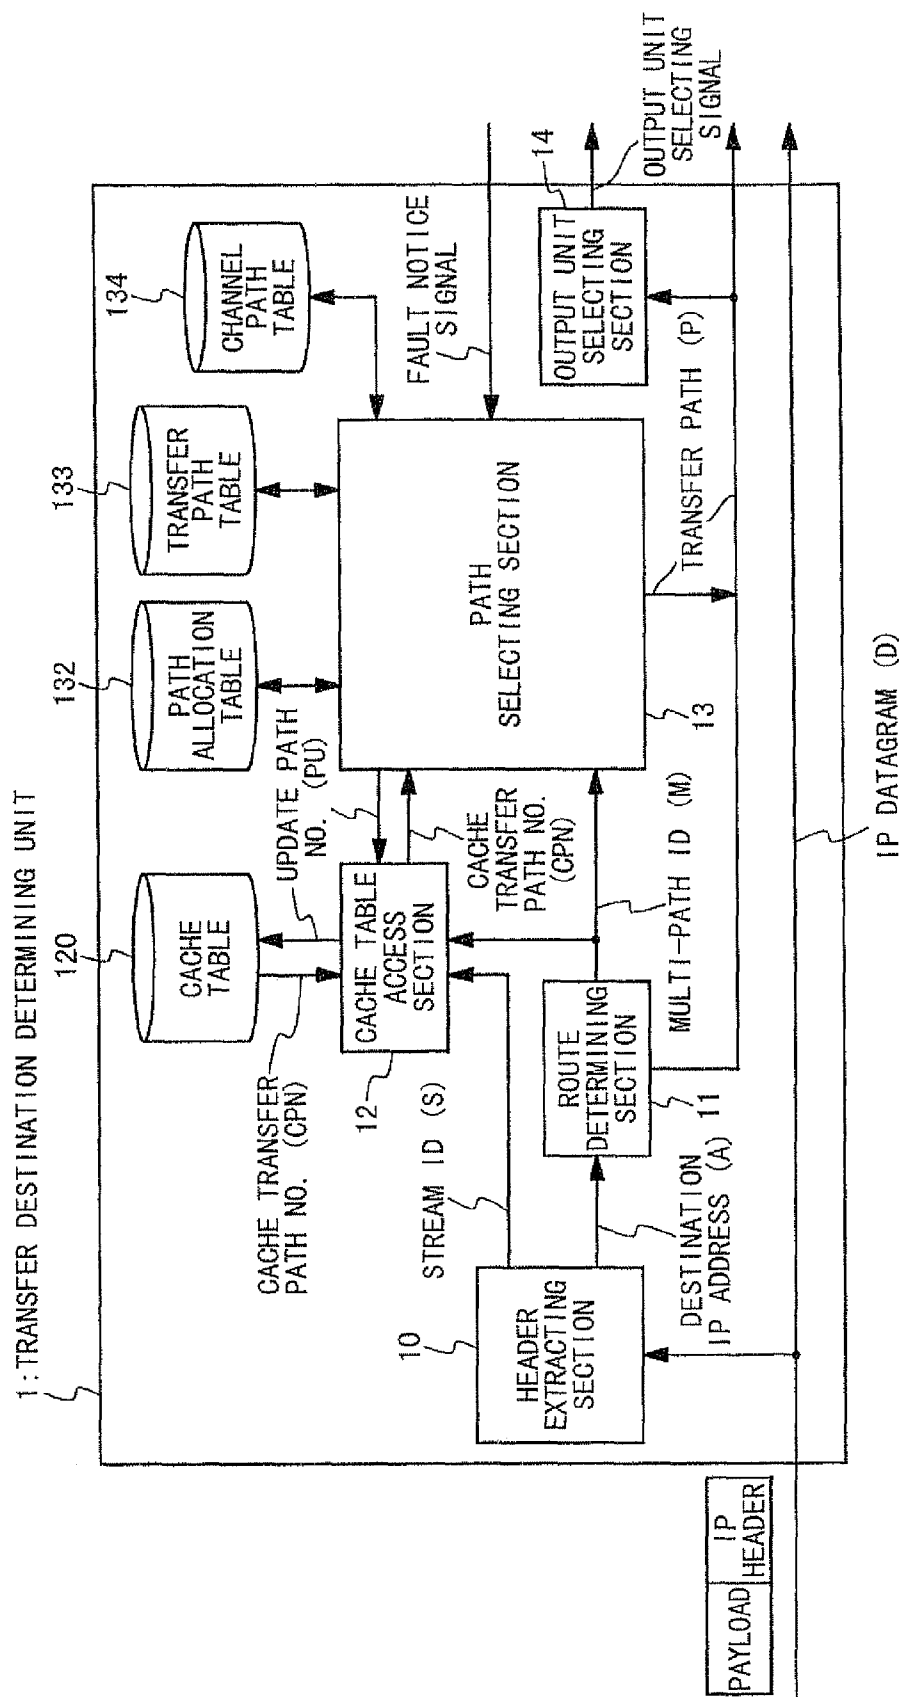 1:TRANSFER DESTINATION DETERMINING UNIT
120
CACHE
TABLE
132
PATH
ALLOCATION
TABLE
133
TRANSFER
PATH
TABLE
134
CHANNEL
PATH
TABLE
CACHE TRANSFER
PATH NO. (CPN)
UPDATE PATH
NO. (PU)
12
CACHE TABLE
ACCESS
SECTION
CACHE
TRANSFER
PATH NO.
(CPN)
PATH
SELECTING SECTION
13
FAULT NOTICE
SIGNAL
STREAM ID (S)
10
HEADER
EXTRACTING
SECTION
ROUTE
DETERMINING
SECTION
11
DESTINATION
IP ADDRESS (A)
MULTI-PATH ID (M)
TRANSFER PATH (P)
14
OUTPUT UNIT
SELECTING
SECTION
OUTPUT UNIT
SELECTING
SIGNAL
PAYLOAD
IP
HEADER
IP DATAGRAM (D)